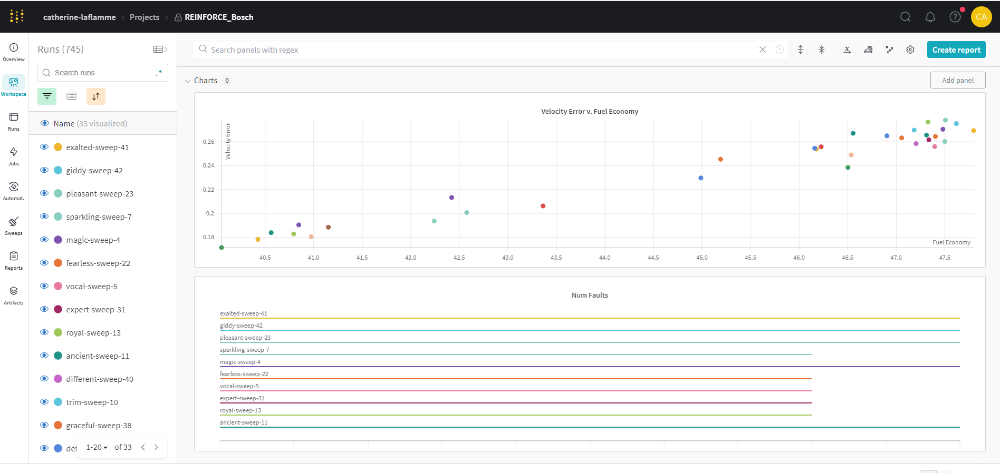 catherine-laflamme > Projects > REINFORCE_Bosch
CA
Overview
Workspace
Runs
Jobs
Automat.
Sweeps
Reports
Artifacts
Runs (745)
Search runs
.*
Name (33 visualized)
exalted-sweep-41
giddy-sweep-42
pleasant-sweep-23
sparkling-sweep-7
magic-sweep-4
fearless-sweep-22
vocal-sweep-5
expert-sweep-31
royal-sweep-13
ancient-sweep-11
different-sweep-40
trim-sweep-10
graceful-sweep-38
1-20 of 33
Search panels with regex
Create report
Charts 6
Add panel
Velocity Error v. Fuel Economy
Velocity Error
0.26
0.24
0.22
0.2
0.18
Fuel Economy
40.5 41.0 41.5 42.0 42.5 43.0 43.5 44.0 44.5 45.0 45.5 46.0 46.5 47.0 47.5
Num Faults
exalted-sweep-41
giddy-sweep-42
pleasant-sweep-23
sparkling-sweep-7
magic-sweep-4
fearless-sweep-22
vocal-sweep-5
expert-sweep-31
royal-sweep-13
ancient-sweep-11